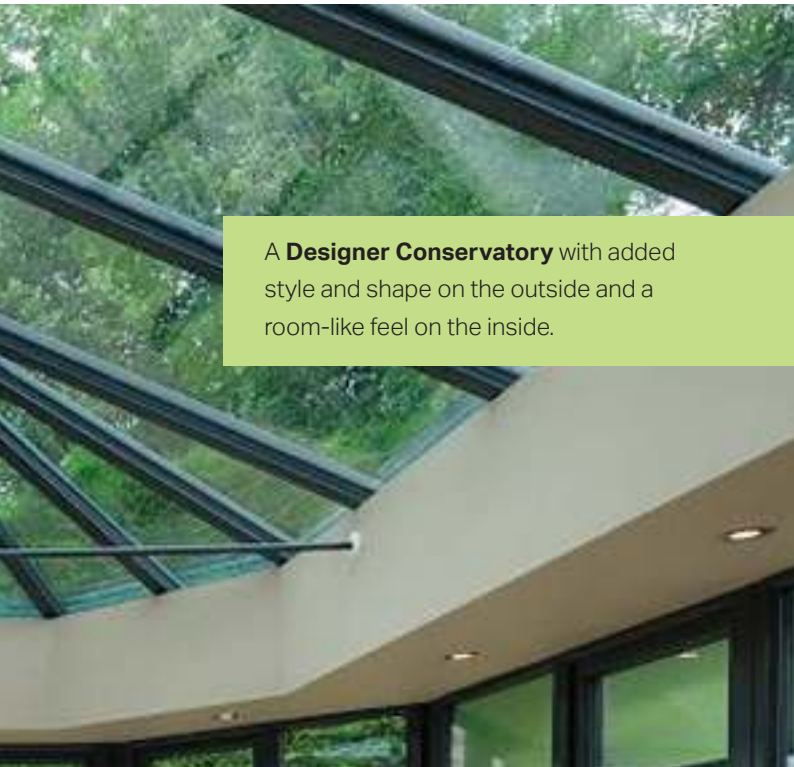 A Designer Conservatory with added
style and shape on the outside and a
room-like feel on the inside.